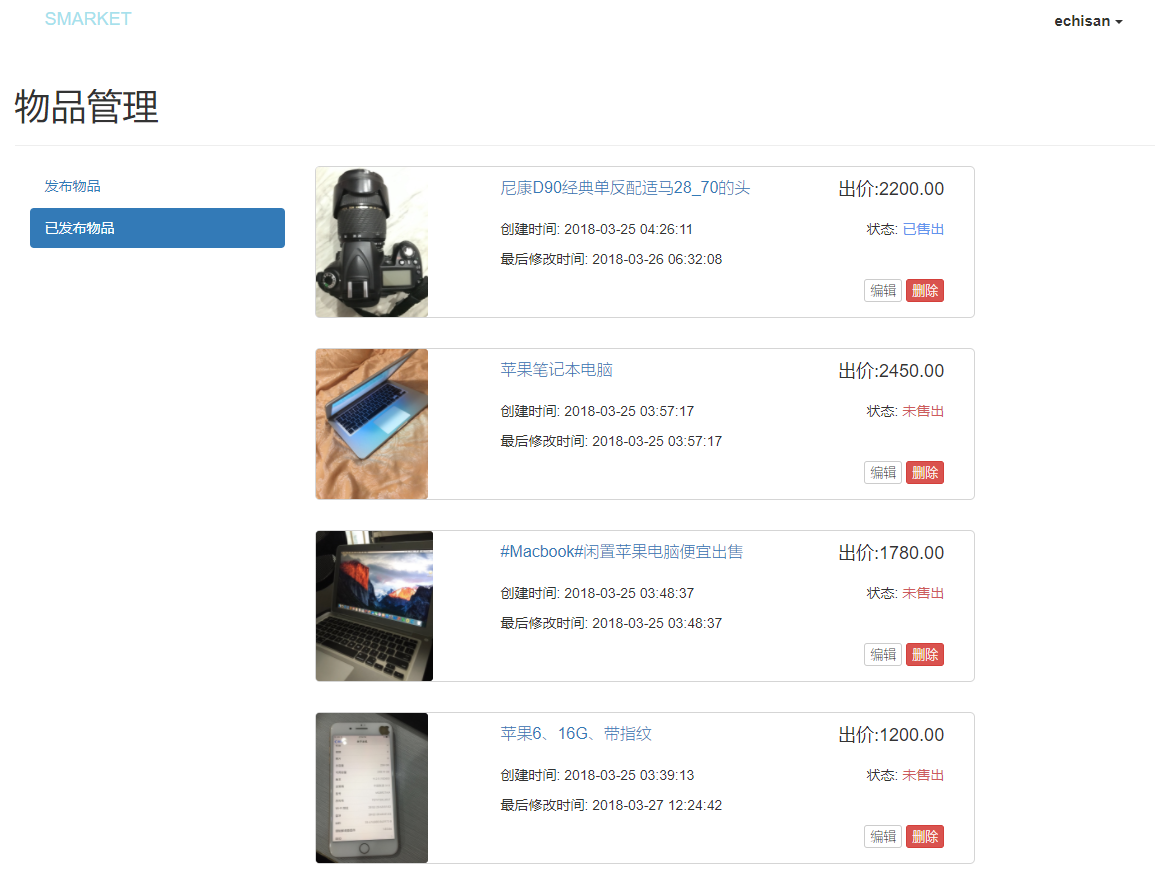 SMARKET
echisan
物品管理
发布物品
已发布物品
尼康D90经典单反配适马28_70的头
出价:2200.00
创建时间: 2018-03-25 04:26:11
状态: 已售出
最后修改时间: 2018-03-26 06:32:08
编辑 删除
苹果笔记本电脑
出价:2450.00
创建时间: 2018-03-25 03:57:17
状态: 未售出
最后修改时间: 2018-03-25 03:57:17
编辑 删除
#Macbook#闲置苹果电脑便宜出售
出价:1780.00
创建时间: 2018-03-25 03:48:37
状态: 未售出
最后修改时间: 2018-03-25 03:48:37
编辑 删除
苹果6、16G、带指纹
出价:1200.00
创建时间: 2018-03-25 03:39:13
状态: 未售出
最后修改时间: 2018-03-27 12:24:42
编辑 删除